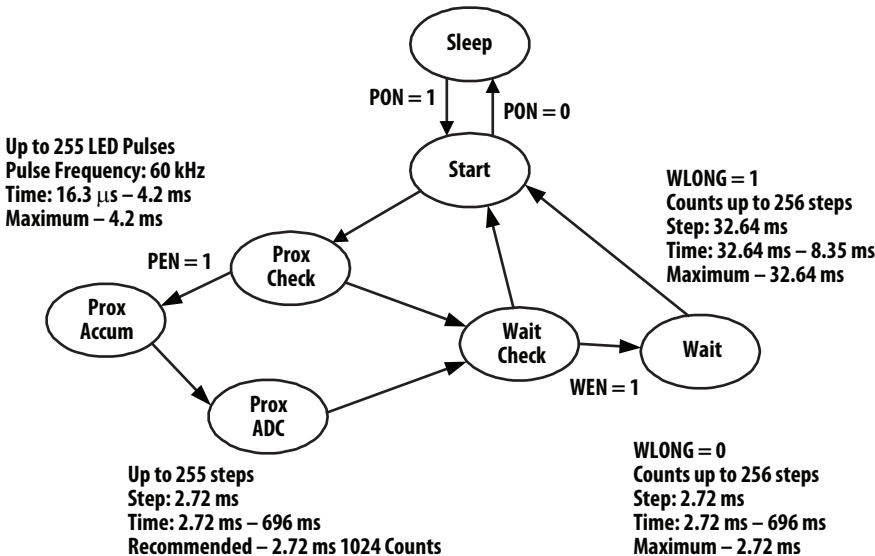 Sleep
PON = 1
PON = 0
Up to 255 LED Pulses
Pulse Frequency: 60 kHz
Time: 16.3 μs – 4.2 ms
Maximum – 4.2 ms
Start
WLONG = 1
Counts up to 256 steps
Step: 32.64 ms
Time: 32.64 ms – 8.35 ms
Maximum – 32.64 ms
PEN = 1
Prox
Check
Prox
Accum
Wait
Check
Wait
WEN = 1
Prox
ADC
Up to 255 steps
Step: 2.72 ms
Time: 2.72 ms – 696 ms
Recommended – 2.72 ms 1024 Counts
WLONG = 0
Counts up to 256 steps
Step: 2.72 ms
Time: 2.72 ms – 696 ms
Maximum – 2.72 ms